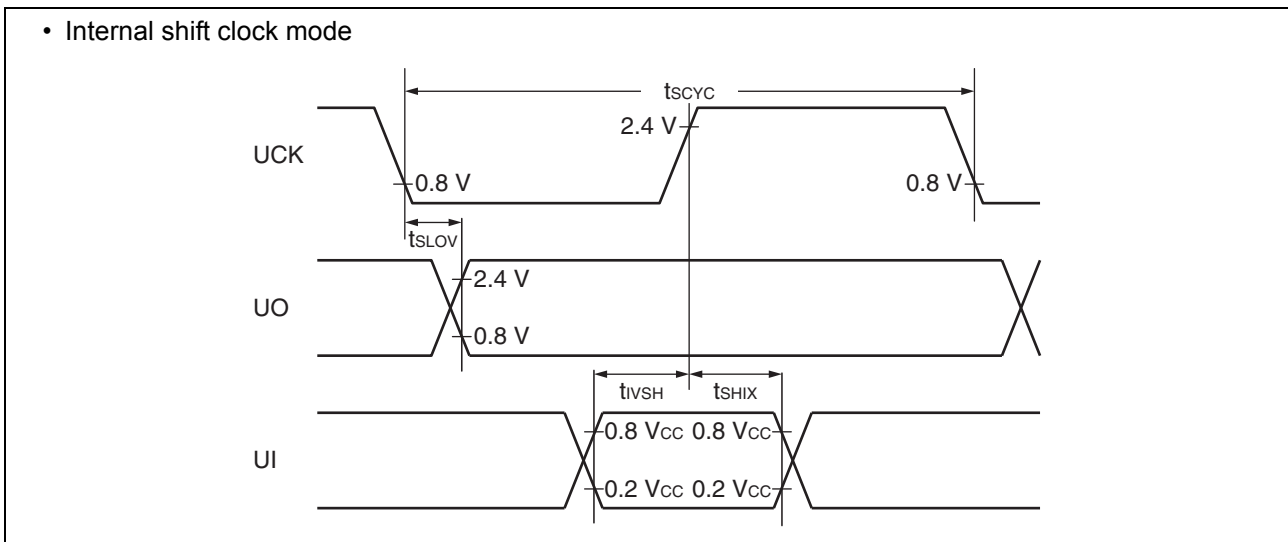 • Internal shift clock mode
tSCYC
2.4 V
UCK
0.8 V
0.8 V
tSLOV
2.4 V
UO
0.8 V
tIVSH
tSHIX
0.8 VCC
0.8 VCC
UI
0.2 VCC
0.2 VCC